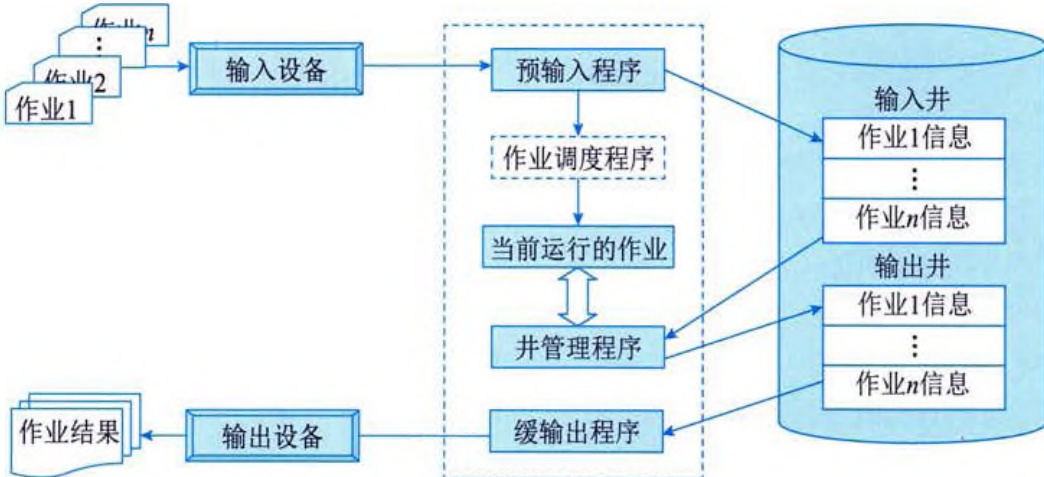 作业n
⋮
作业2
作业1
输入设备
预输入程序
作业调度程序
当前运行的作业
井管理程序
缓输出程序
输入井
作业1信息
⋮
作业n信息
输出井
作业1信息
⋮
作业n信息
作业结果
输出设备